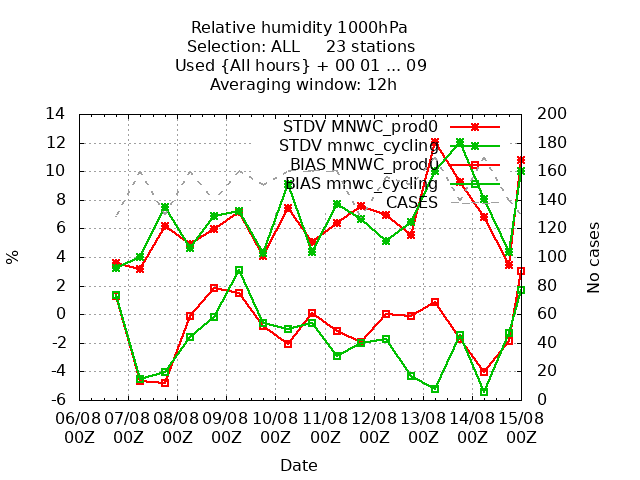 Relative humidity 1000hPa
Selection: ALL 23 stations
Used {All hours} + 00 01 ... 09
Averaging window: 12h
14 200
12 180
10 160
8 140
6 120
4 100
2 80
0 60
-2 40
-4 20
-6 0
STDV MNWC_prod0
STDV mnwc_cycling
BIAS MNWC_prod0
BIAS mnwc_cycling
CASES
%
No cases
06/08 07/08 08/08 09/08 10/08 11/08 12/08 13/08 14/08 15/08
00Z 00Z 00Z 00Z 00Z 00Z 00Z 00Z 00Z 00Z
Date